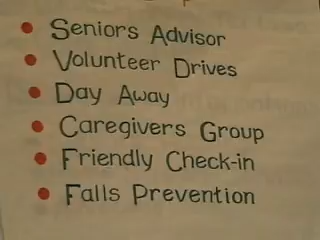 Seniors Advisor
Volunteer Drives
Day Away
Caregivers Group
Friendly Check-in
Falls Prevention